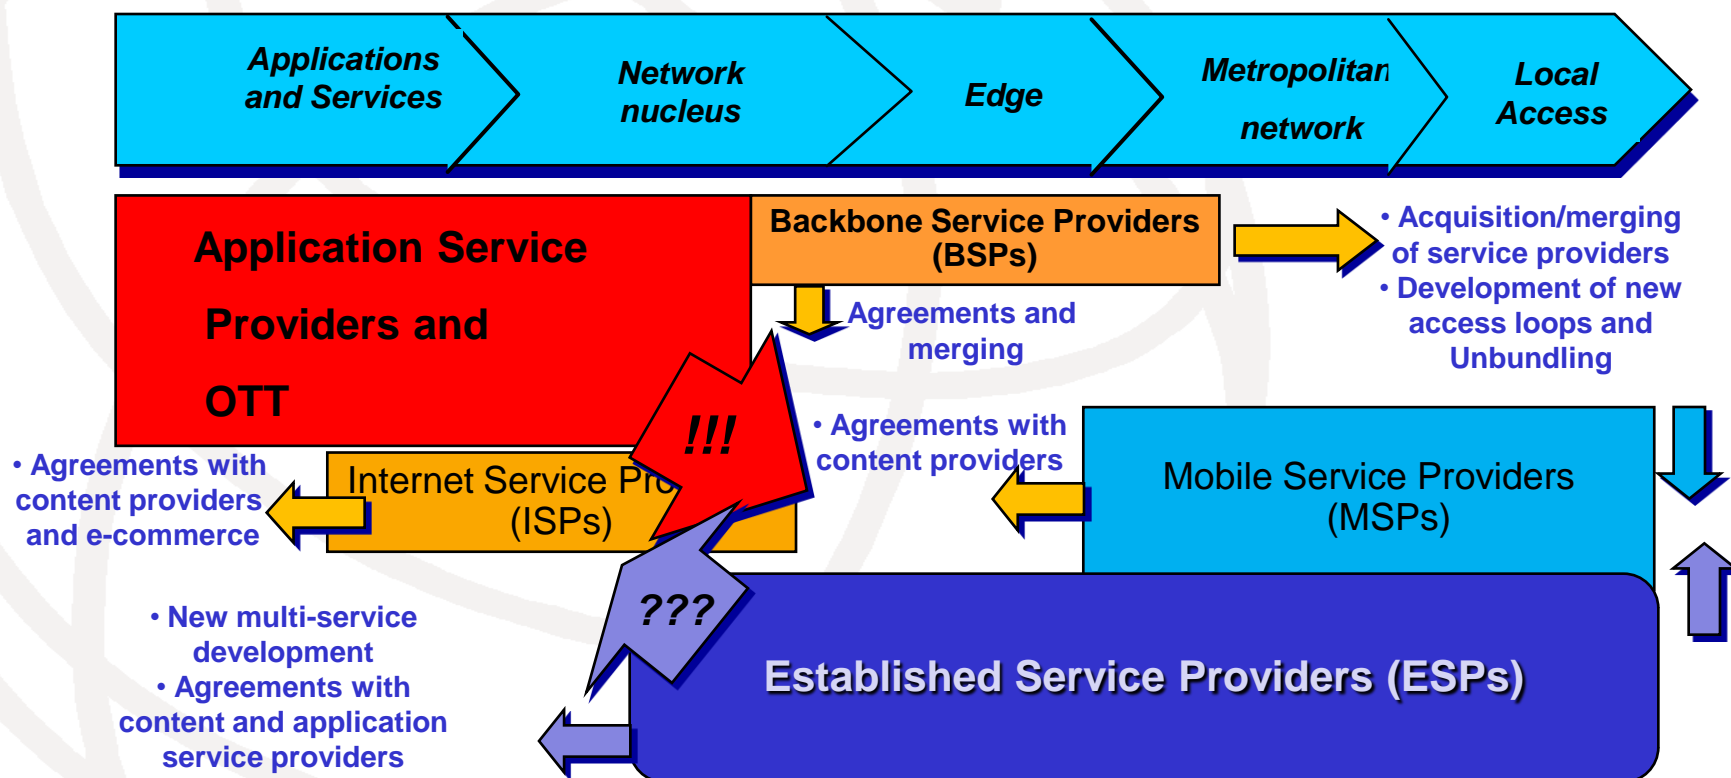 Applications
and Services
Network
nucleus
Edge
Metropolitan
network
Local
Access
Application Service
Providers and
OTT
Backbone Service Providers
(BSPs)
• Acquisition/merging
of service providers
• Development of new
access loops and
Unbundling
Agreements and
merging
!!!
• Agreements with
content providers
• Agreements with
content providers
and e-commerce
Internet Service Pro
(ISPs)
Mobile Service Providers
(MSPs)
???
• New multi-service
development
• Agreements with
content and application
service providers
Established Service Providers (ESPs)